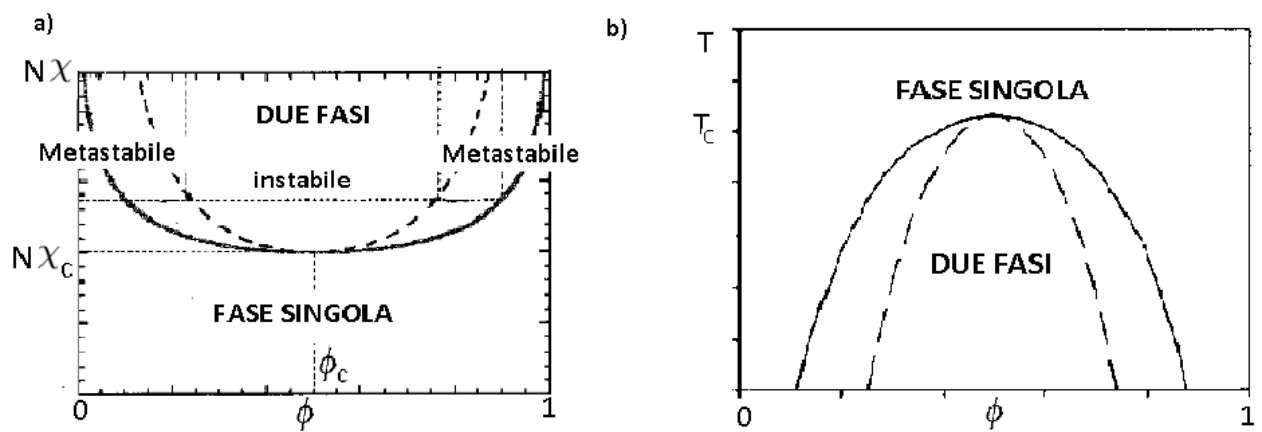 a)
Nχ
DUE FASI
Metastabile
Metastabile
instabile
Nχc
FASE SINGOLA
ϕc
0
ϕ
1
b)
T
FASE SINGOLA
Tc
DUE FASI
0
ϕ
1